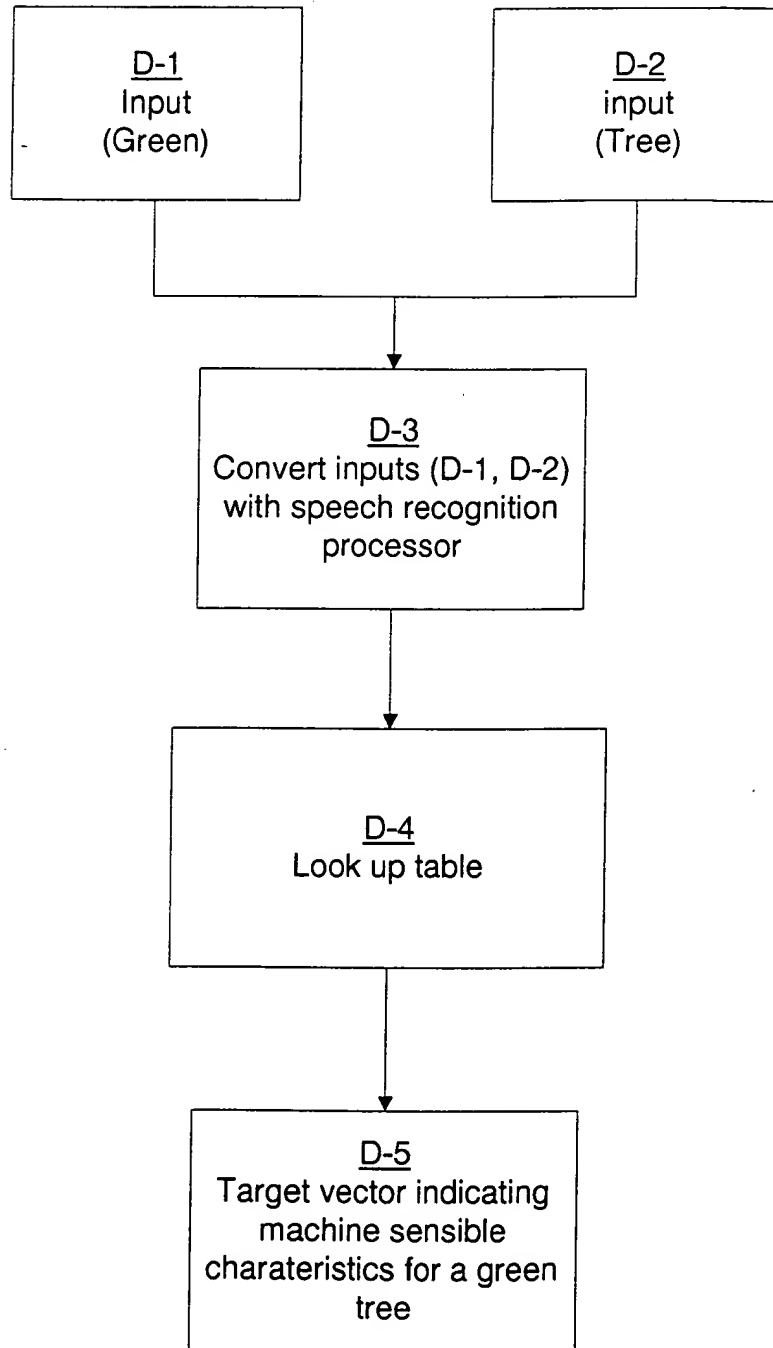 D-1
Input
(Green)
D-2
input
(Tree)
D-3
Convert inputs (D-1, D-2)
with speech recognition
processor
D-4
Look up table
D-5
Target vector indicating
machine sensible
charateristics for a green
tree